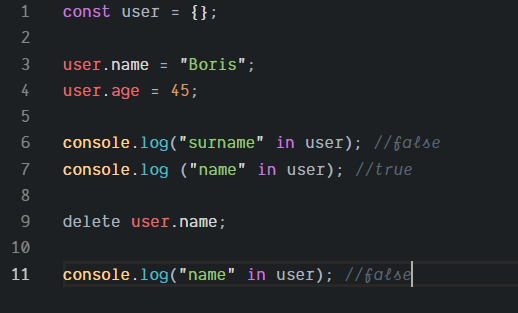 1 const user = {};
2
3 user.name = "Boris";
4 user.age = 45;
5
6 console.log("surname" in user); //false
7 console.log ("name" in user); //true
8
9 delete user.name;
10
11 console.log("name" in user); //false